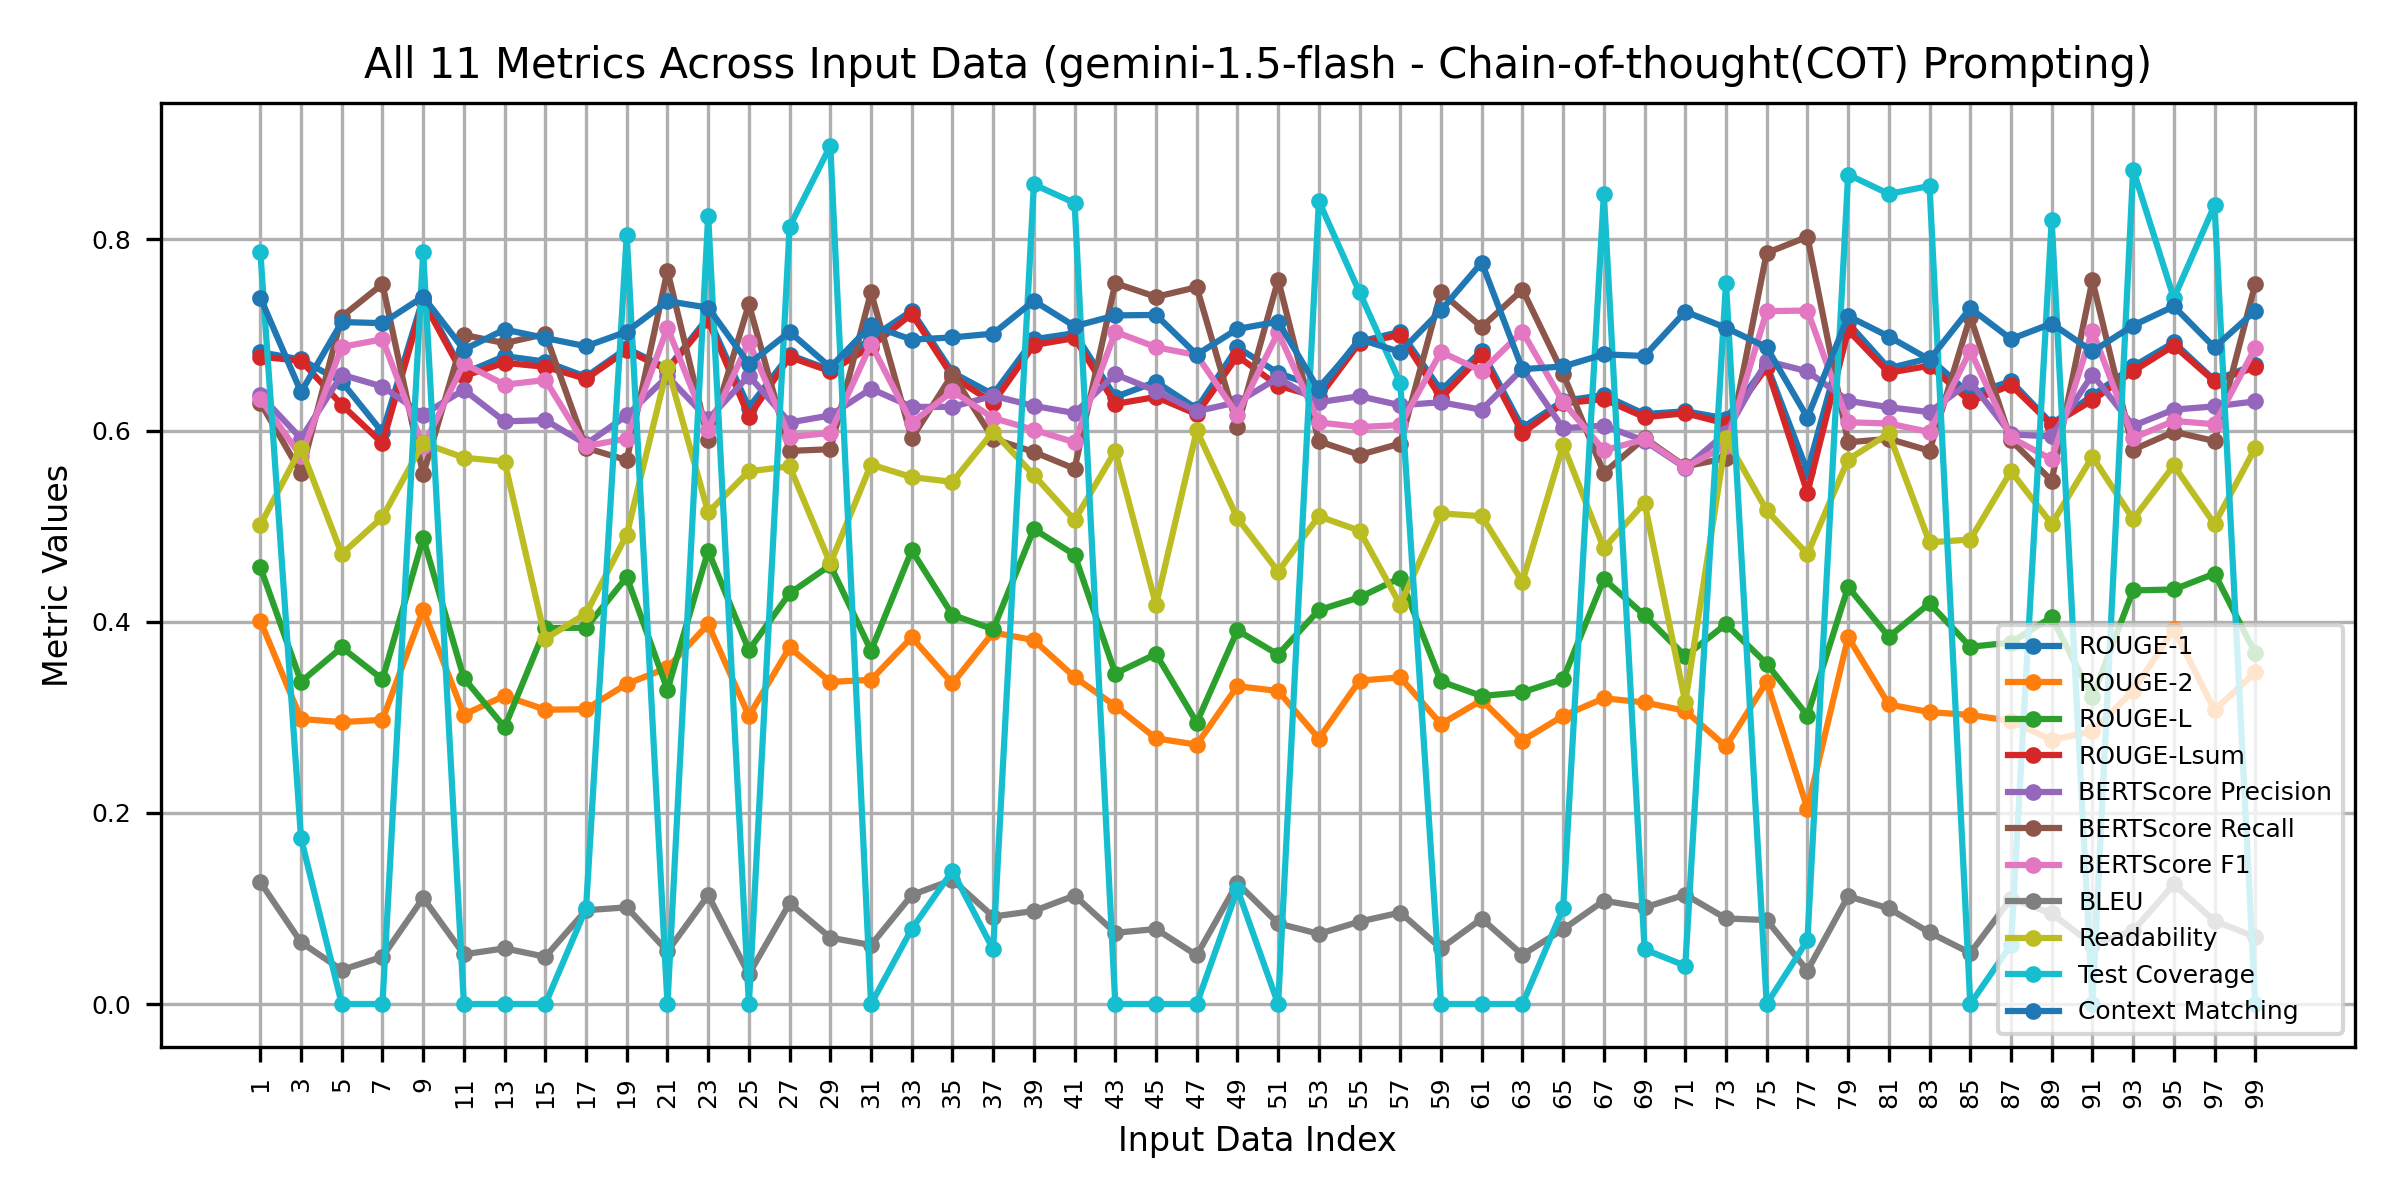 All 11 Metrics Across Input Data (gemini-1.5-flash - Chain-of-thought(COT) Prompting)
Metric Values
0.8
0.6
0.4
0.2
0.0
ROUGE-1
ROUGE-2
ROUGE-L
ROUGE-Lsum
BERTScore Precision
BERTScore Recall
BERTScore F1
BLEU
Readability
Test Coverage
Context Matching
1 3 5 7 9 11 13 15 17 19 21 23 25 27 29 31 33 35 37 39 41 43 45 47 49 51 53 55 57 59 61 63 65 67 69 71 73 75 77 79 81 83 85 87 89 91 93 95 97 99
Input Data Index